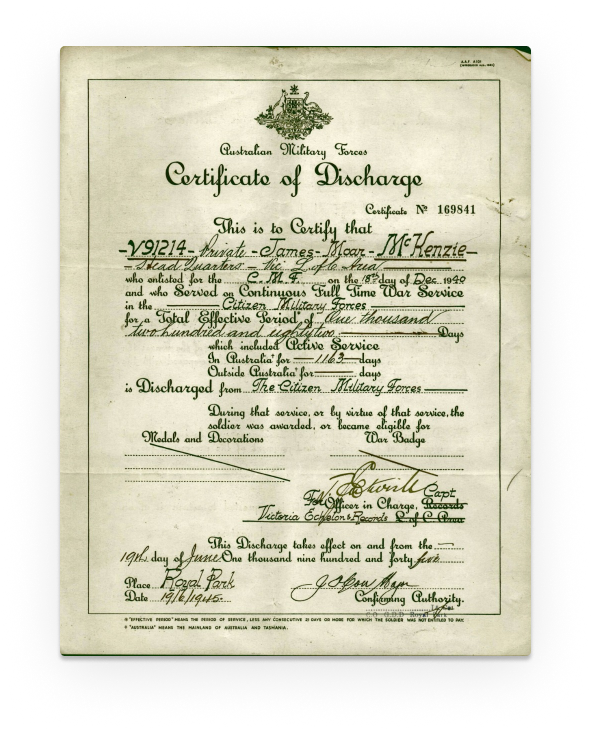 A.A.F. A159
Australian Military Forces
Certificate of Discharge
Certificate No 169841
This is to Certify that
-V91214- Private - James - Moar - McKenzie-
- Head Quarters - Vic L of C Area
who enlisted for the C.M.F. on the 18th day of Dec 1940
and who Served on Continuous Full Time War Service
in the Citizen Military Forces
for a Total Effective Period* of One thousand
two hundred and eighty two Days
which included Active Service
In Australia† for 1163 days
Outside Australia† for days
is Discharged from The Citizen Military Forces
During that service, or by virtue of that service, the
soldier was awarded, or became eligible for
Medals and Decorations War Badge
Capt
For Officer in Charge, Records
Victoria Echelon & Records L of C Area
This Discharge takes effect on and from the
19th day of June One thousand nine hundred and forty five
Place Royal Park
Date 19/6/1945 Major
Confirming Authority.
C.O. G.D.D Royal Park
* "EFFECTIVE PERIOD" MEANS THE PERIOD OF SERVICE, LESS ANY CONSECUTIVE 21 DAYS OR MORE FOR WHICH THE SOLDIER WAS NOT ENTITLED TO PAY.
† "AUSTRALIA" MEANS THE MAINLAND OF AUSTRALIA AND TASMANIA.